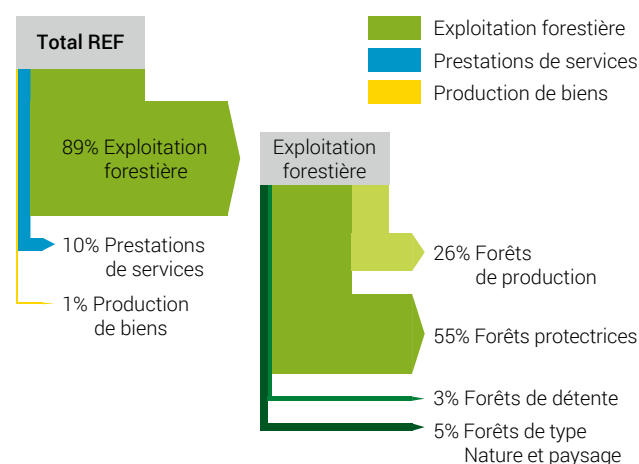 Total REF
Exploitation forestière
Prestations de services
Production de biens
89% Exploitation
forestière
10% Prestations
de services
1% Production
de biens
Exploitation
forestière
26% Forêts
de production
55% Forêts protectrices
3% Forêts de détente
5% Forêts de type
Nature et paysage